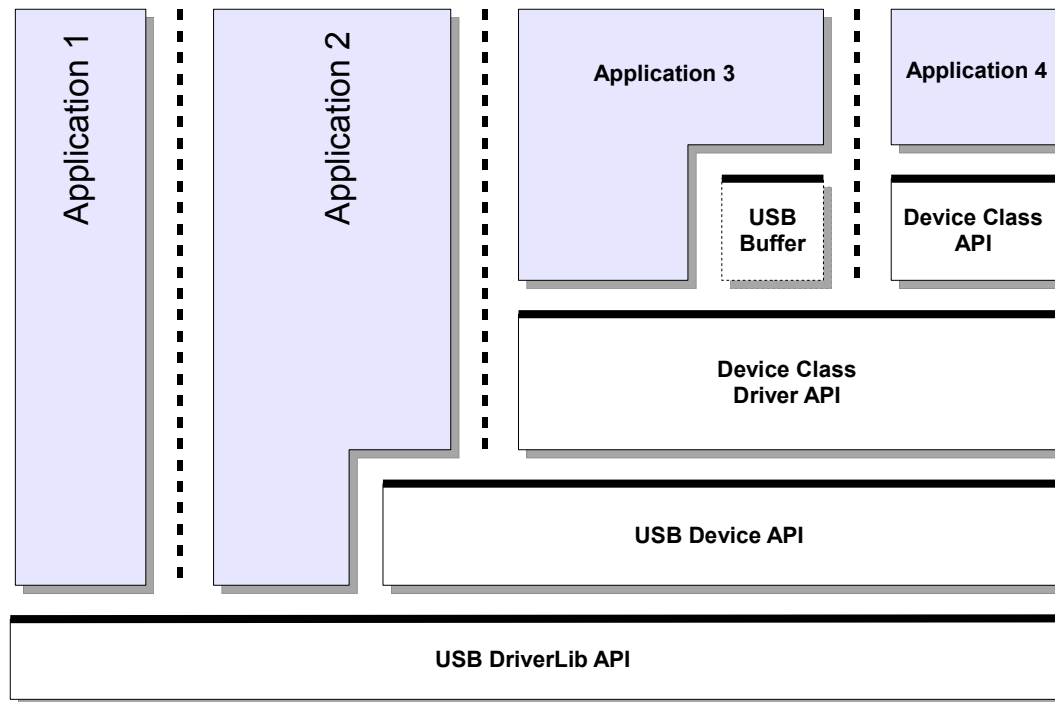 Application 1
Application 2
Application 3
Application 4
USB
Buffer
Device Class
API
Device Class
Driver API
USB Device API
USB DriverLib API